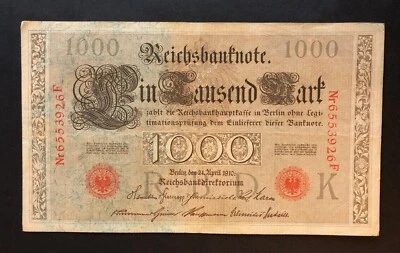 1000 Reichsbanknote. 1000
Ein Tausend Mark
zahlt die Reichsbankhauptkasse in Berlin ohne Legi-
timationsprüfung dem Einlieferer dieser Banknote.
Nr6553926F
Nr6553926F
1000
Berlin, den 21. April 1910.
Reichsbankdirektorium
R B D K